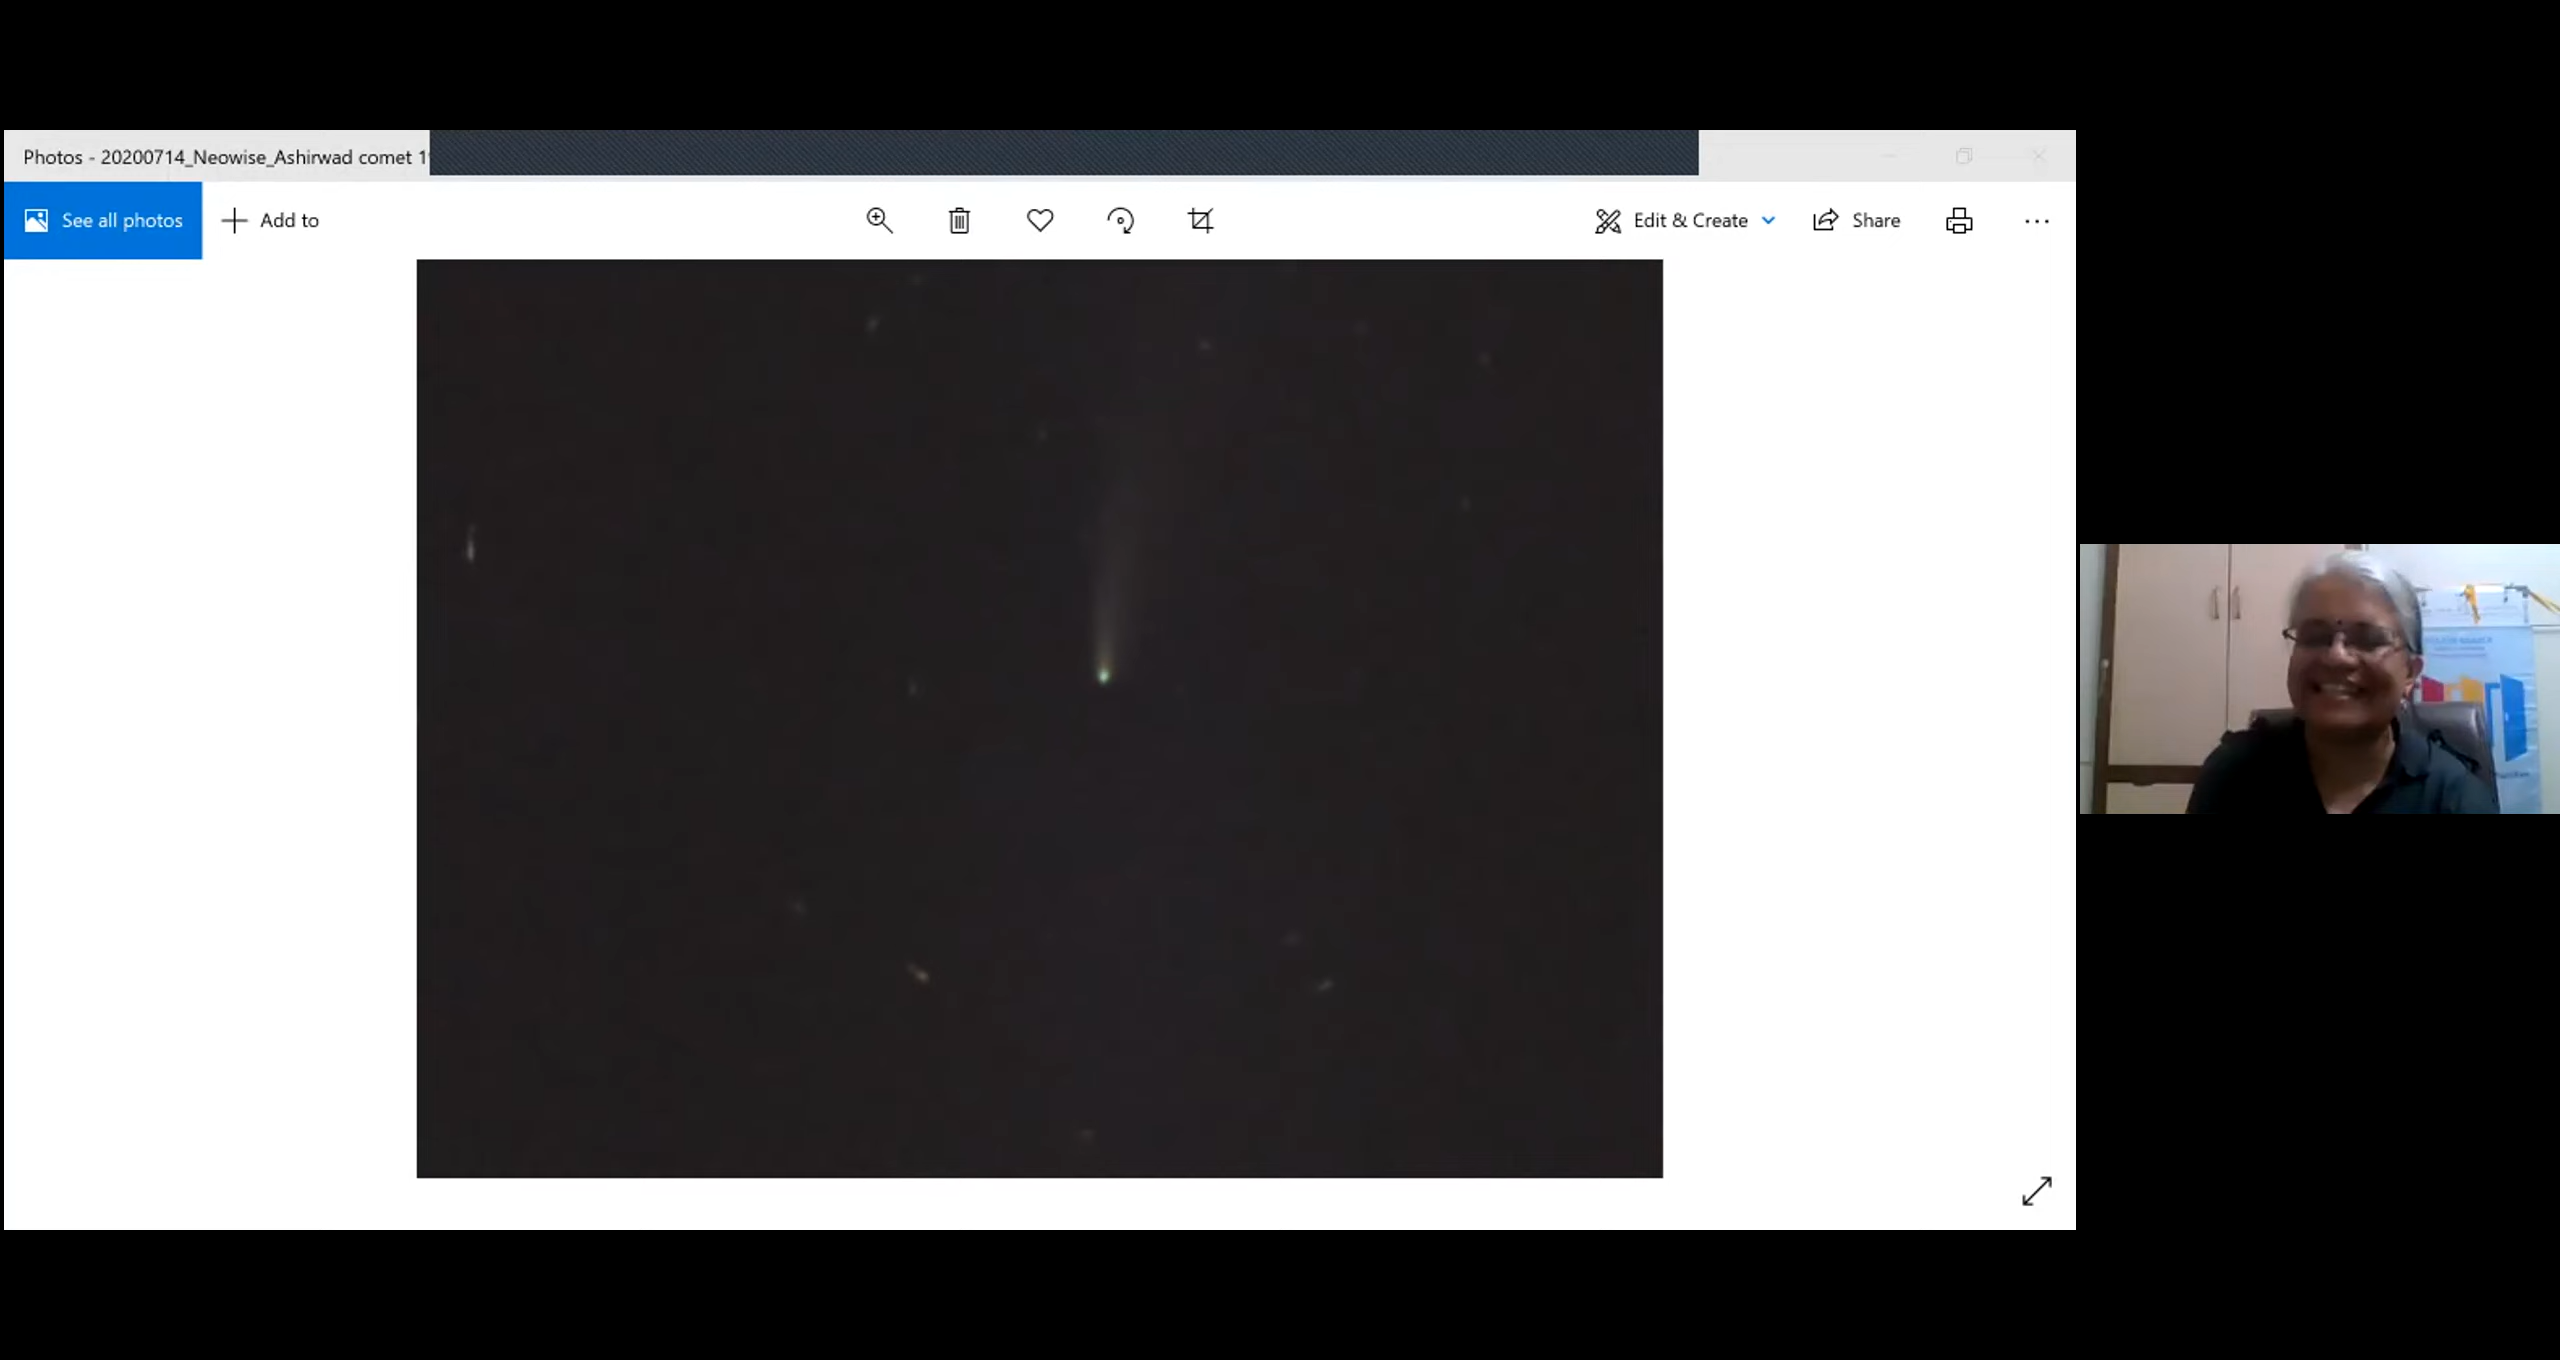 Photos - 20200714_Neowise_Ashirwad comet 1
See all photos
Add to
Edit & Create
Share